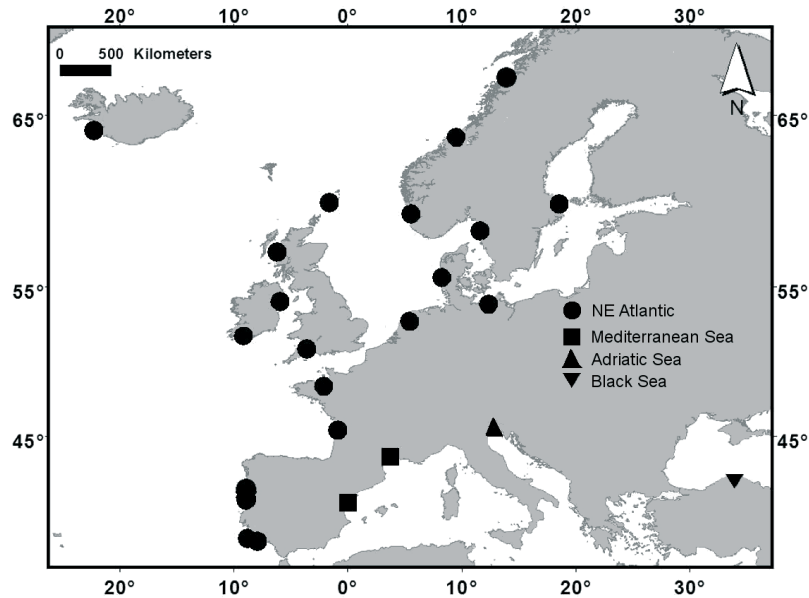 20° 10° 0° 10° 20° 30°
0 500 Kilometers
N
65° 65°
55° 55°
NE Atlantic
Mediterranean Sea
Adriatic Sea
Black Sea
45° 45°
20° 10° 0° 10° 20° 30°